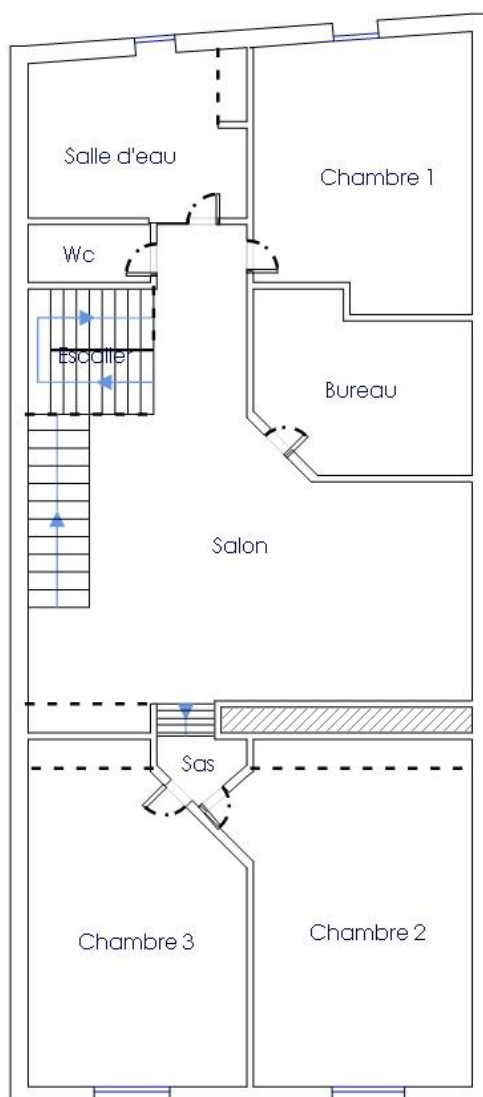 Salle d'eau
Chambre 1
Wc
Escalier
Bureau
Salon
Sas
Chambre 3
Chambre 2